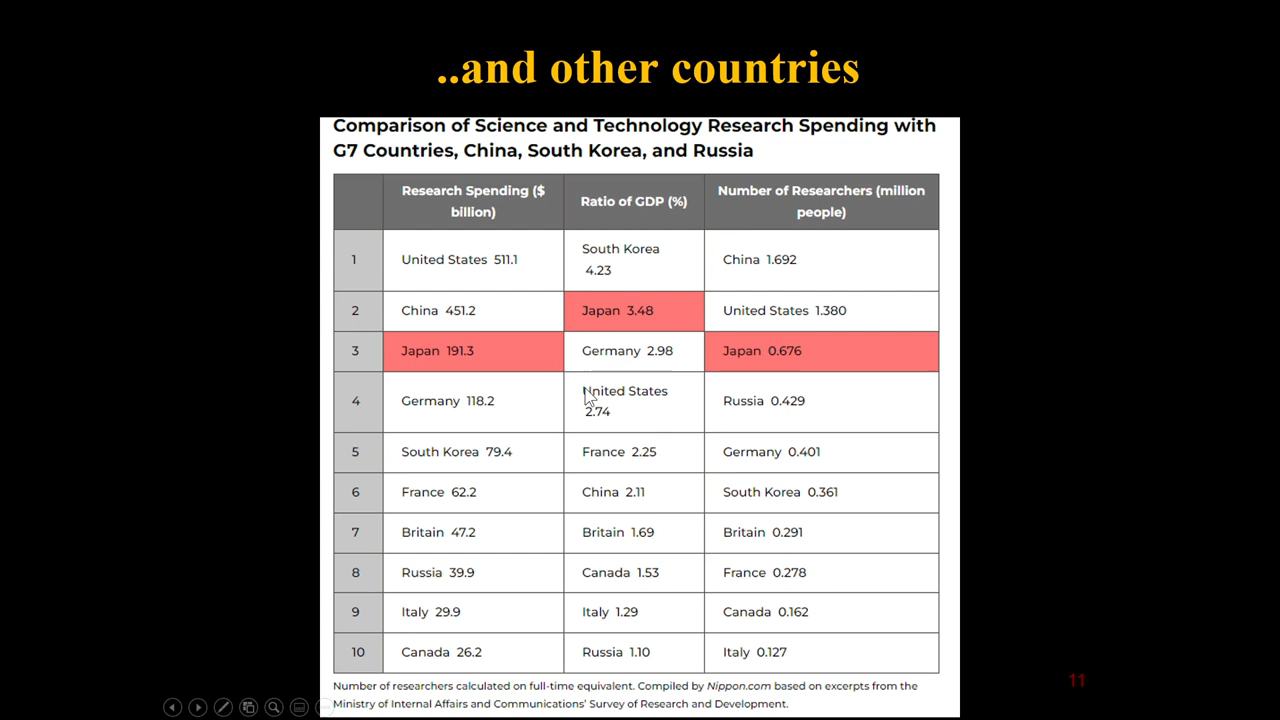 ..and other countries
Comparison of Science and Technology Research Spending with
G7 Countries, China, South Korea, and Russia
Research Spending ($
billion)
Ratio of GDP (%)
Number of Researchers (million
people)
1
United States 511.1
South Korea
4.23
China 1.692
2
China 451.2
Japan 3.48
United States 1.380
3
Japan 191.3
Germany 2.98
Japan 0.676
4
Germany 118.2
United States
2.74
Russia 0.429
5
South Korea 79.4
France 2.25
Germany 0.401
6
France 62.2
China 2.11
South Korea 0.361
7
Britain 47.2
Britain 1.69
Britain 0.291
8
Russia 39.9
Canada 1.53
France 0.278
9
Italy 29.9
Italy 1.29
Canada 0.162
10
Canada 26.2
Russia 1.10
Italy 0.127
Number of researchers calculated on full-time equivalent. Compiled by Nippon.com based on excerpts from the
Ministry of Internal Affairs and Communications' Survey of Research and Development.
11